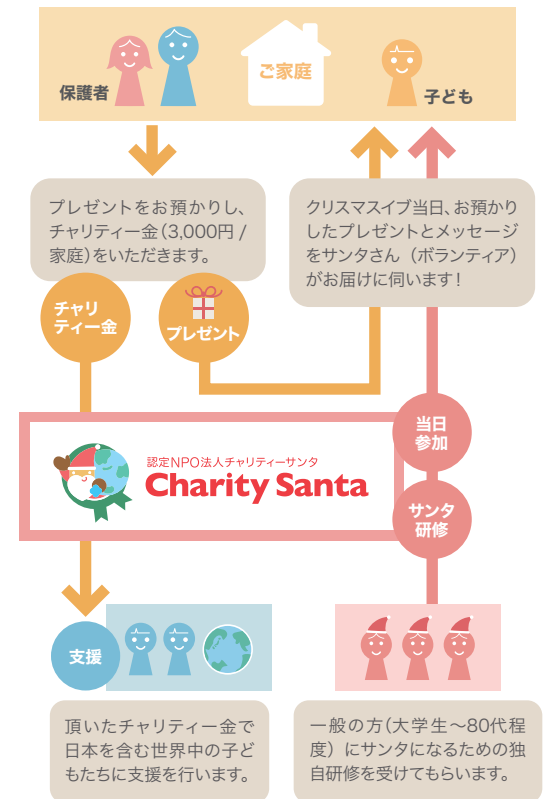 保護者
ご家庭
子ども
プレゼントをお預かりし、
チャリティー金(3,000円 /
家庭)をいただきます。
クリスマスイブ当日、お預かり
したプレゼントとメッセージ
をサンタさん（ボランティア）
がお届けに伺います！
チャリ
ティー金
プレゼント
当日
参加
認定NPO法人チャリティーサンタ
Charity Santa
サンタ
研修
支援
頂いたチャリティー金で
日本を含む世界中の子ど
もたちに支援を行います。
一般の方(大学生〜80代程
度）にサンタになるための独
自研修を受けてもらいます。